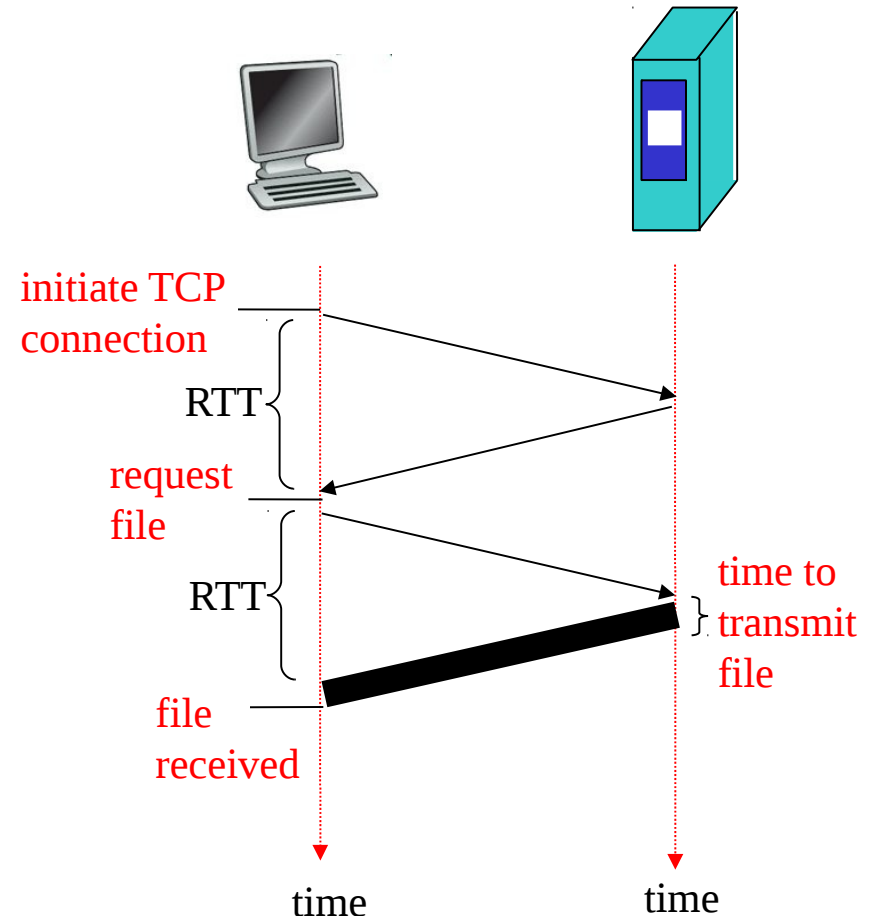 initiate TCP
connection
RTT
request
file
RTT
time to
transmit
file
file
received
time
time